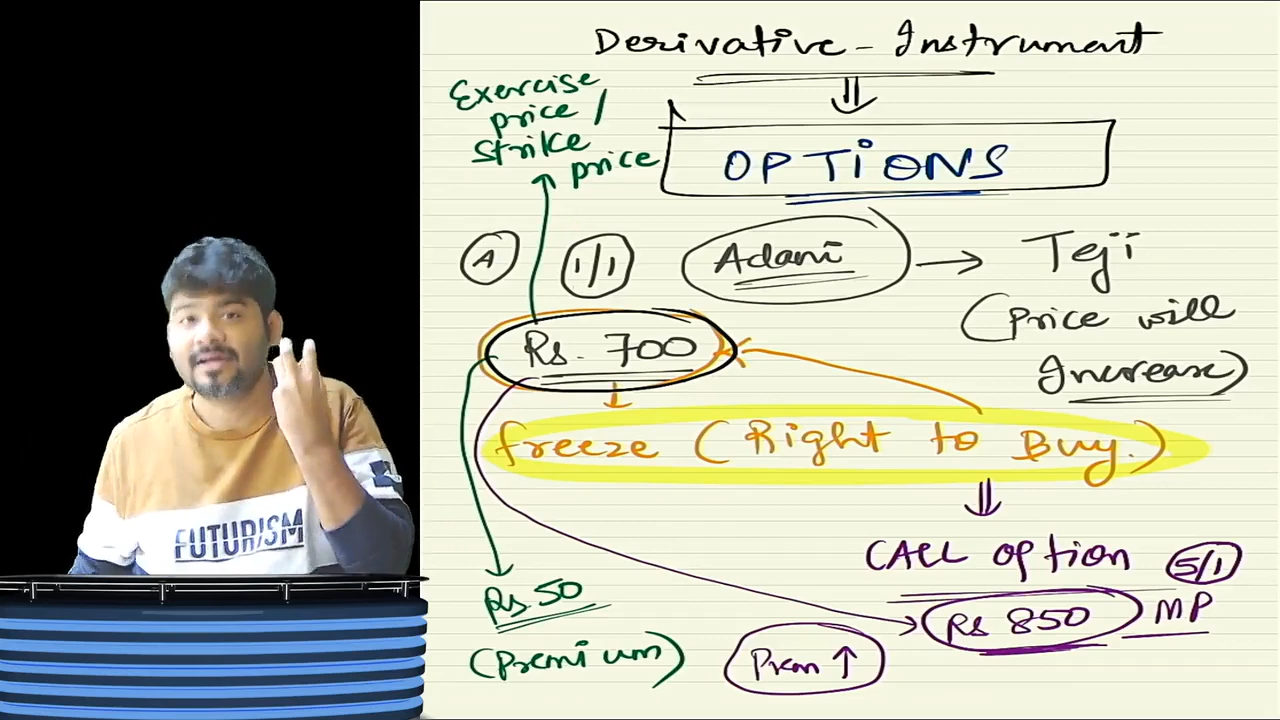 Derivative - Instrument
⇓
Exercise
price /
Strike
price
OPTIONS
A
1/1
Adani → Teji
(Price will
Increase)
Rs. 700
freeze (Right to Buy.)
⇓
CALL option
5/1
Rs 850 MP
Rs. 50
(Premium)
Prem ↑
FUTURISM